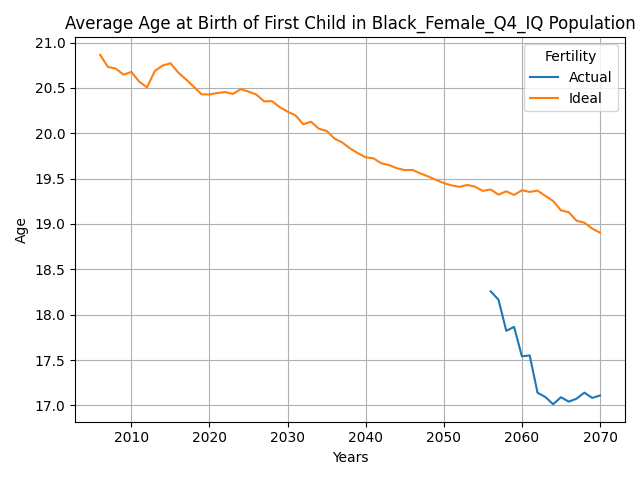 Average Age at Birth of First Child in Black_Female_Q4_IQ Population
21.0
20.5
20.0
19.5
19.0
18.5
18.0
17.5
17.0
Age
Fertility
Actual
Ideal
2010 2020 2030 2040 2050 2060 2070
Years